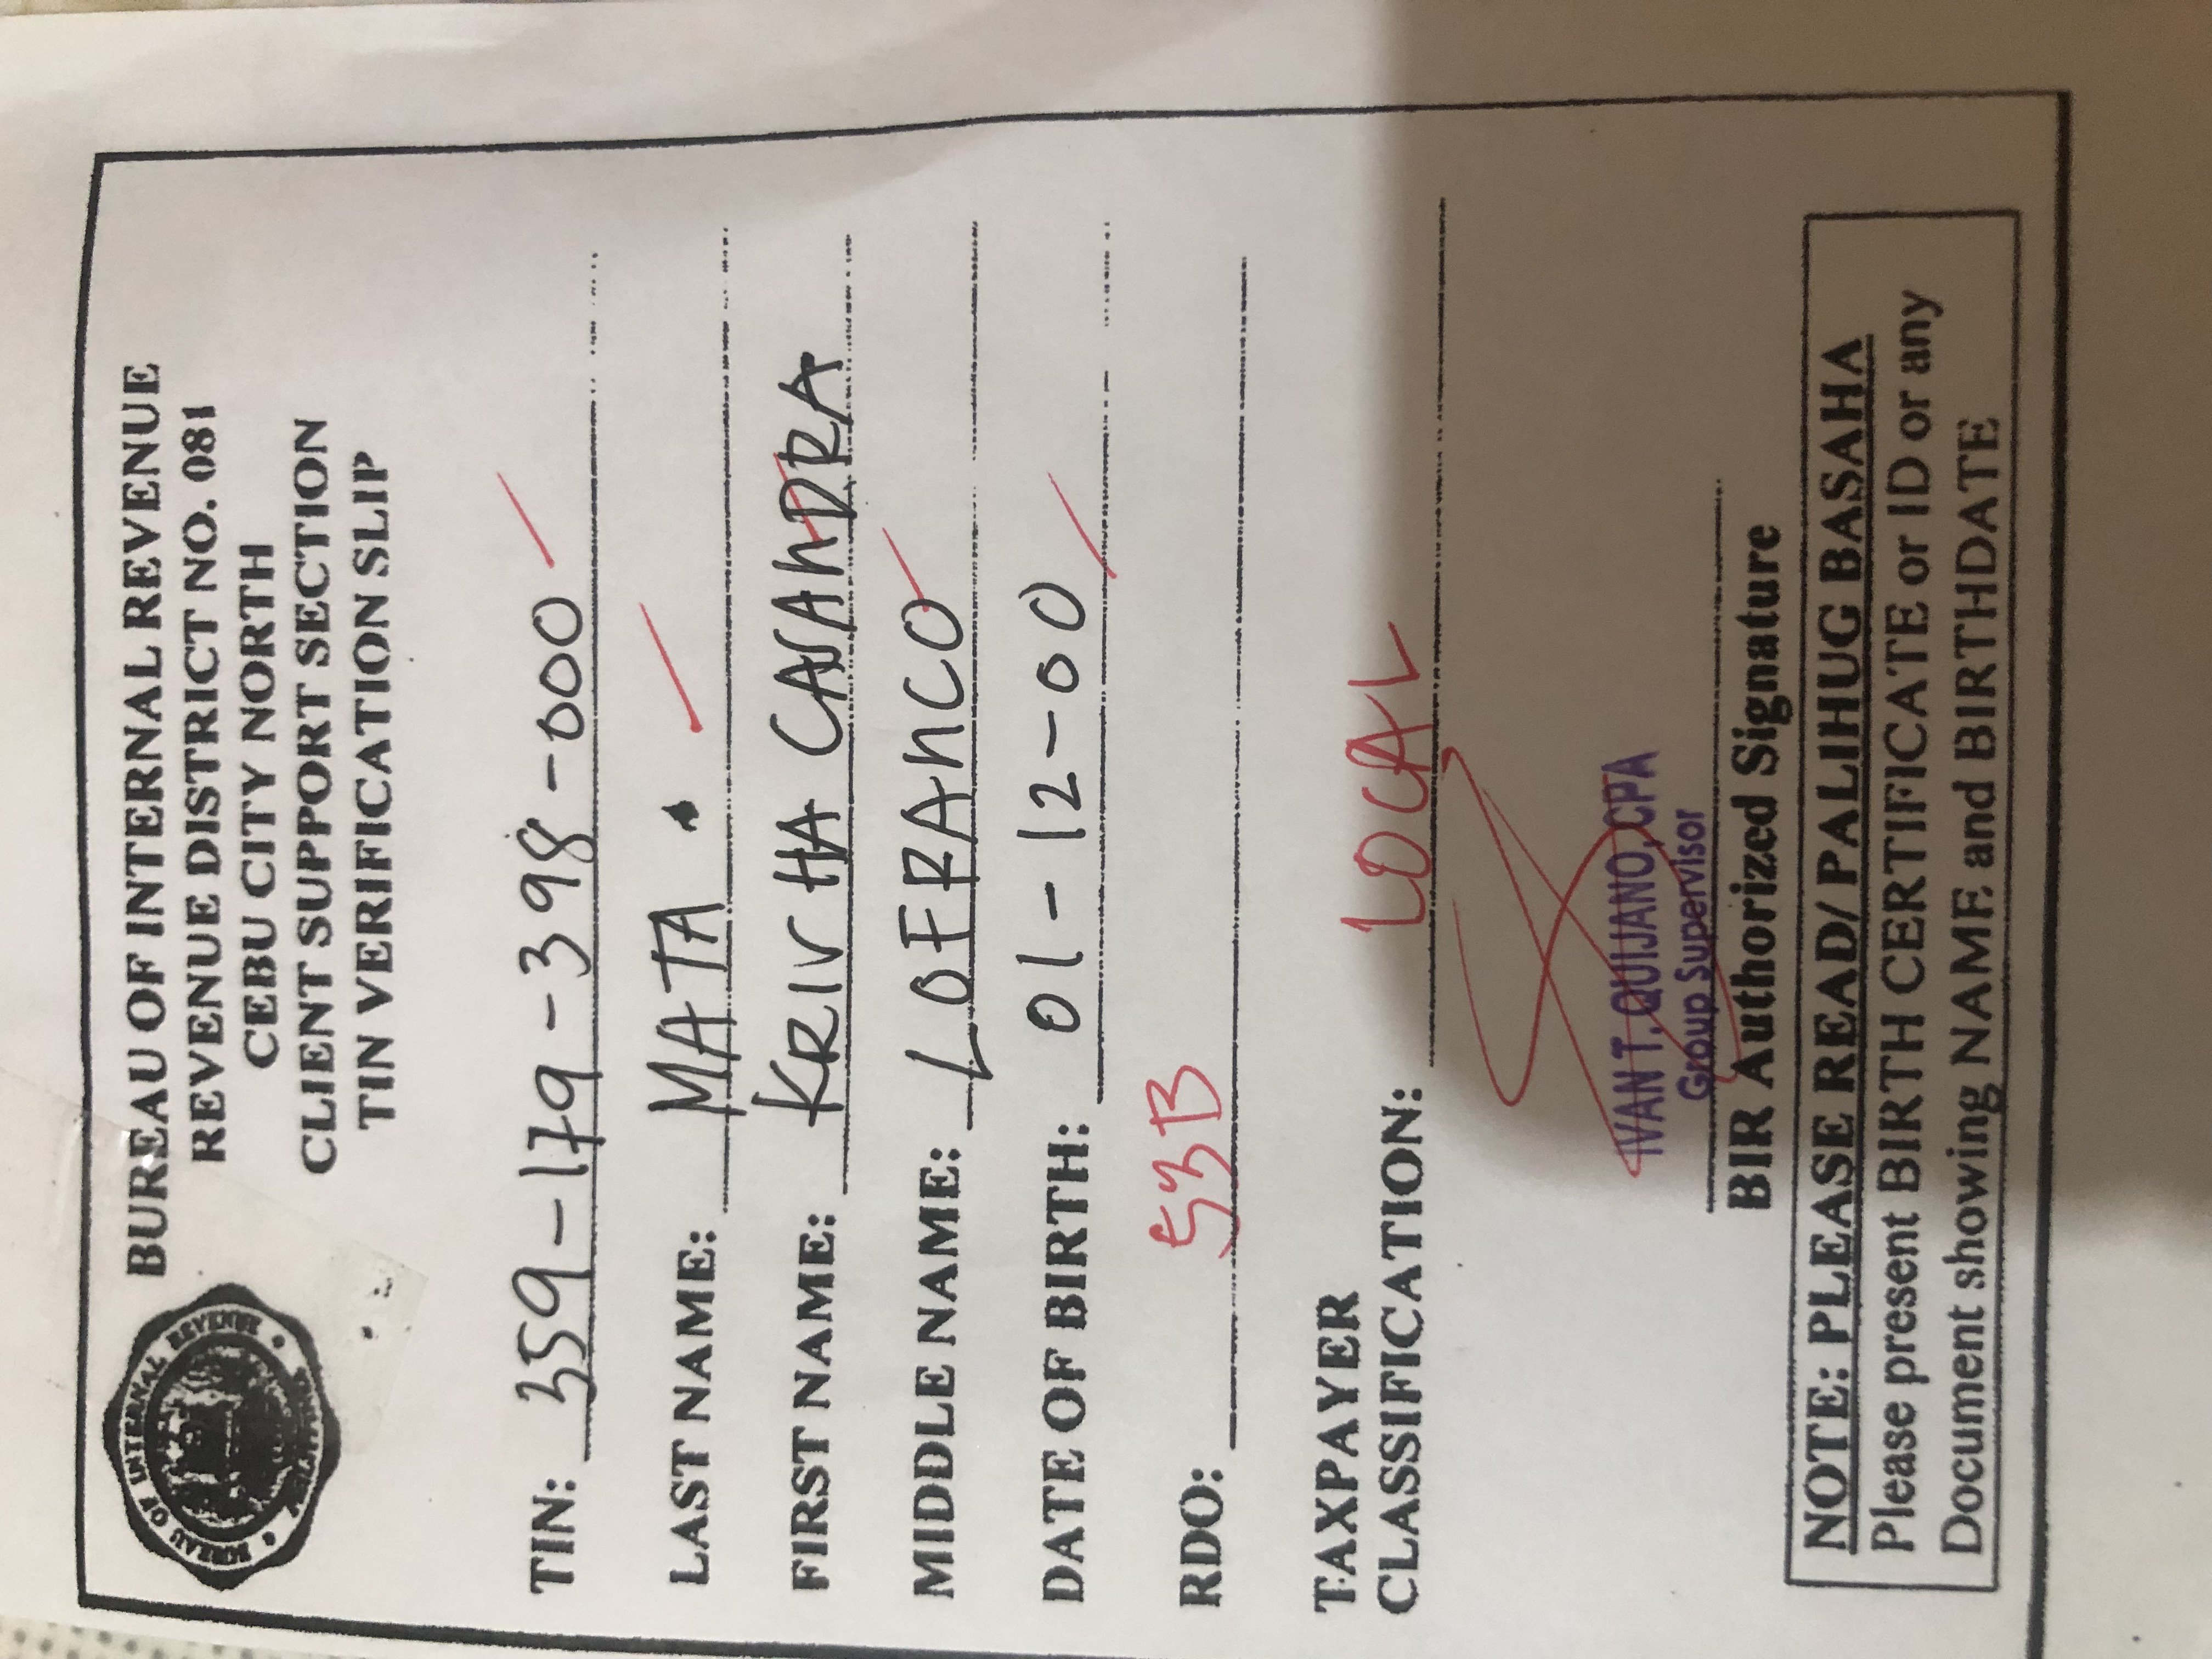 BUREAU OF INTERNAL REVENUE
REVENUE DISTRICT NO. 081
CEBU CITY NORTH
CLIENT SUPPORT SECTION
TIN VERIFICATION SLIP
TIN: 359-179-398-000
LAST NAME: MATA
FIRST NAME: KRISHA CASANDRA
MIDDLE NAME: LOFRANCO
DATE OF BIRTH: 01-12-00
RDO: 53B
TAXPAYER
CLASSIFICATION: LOCAL
IVAN T. QUIJANO, CPA
Group Supervisor
BIR Authorized Signature
NOTE: PLEASE READ/ PALIHUG BASAHA
Please present BIRTH CERTIFICATE or ID or any
Document showing NAME and BIRTHDATE